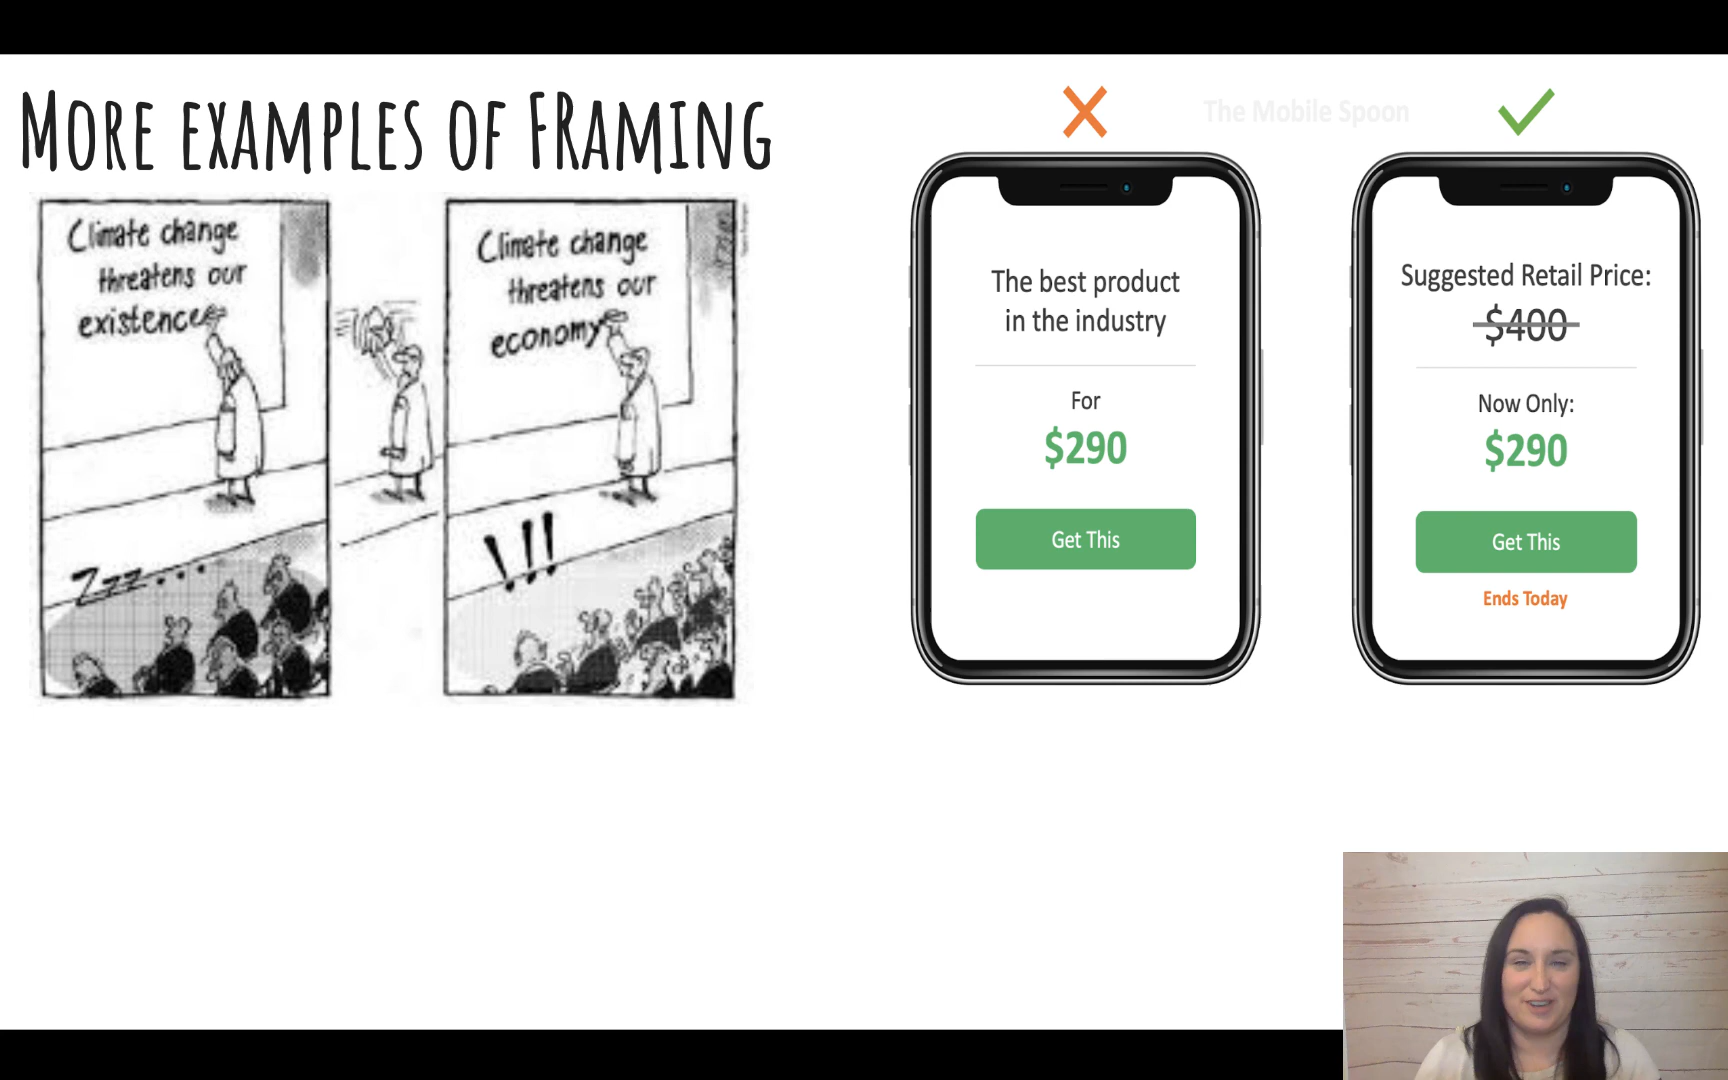 MORE EXAMPLES OF FRAMING
Climate change
threatens our
existence
Zzz...
Climate change
threatens our
economy
!!!
The Mobile Spoon
The best product
in the industry
For
$290
Get This
Suggested Retail Price:
$400
Now Only:
$290
Get This
Ends Today